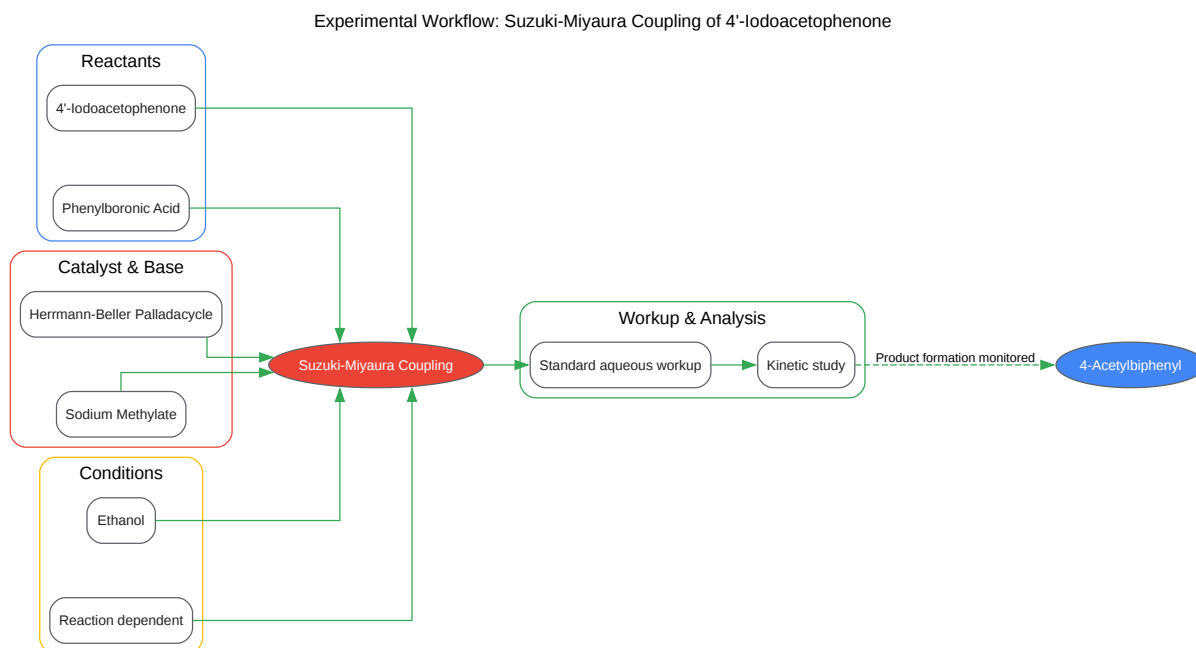 Experimental Workflow: Suzuki-Miyaura Coupling of 4'-Iodoacetophenone
Reactants
4'-Iodoacetophenone
Phenylboronic Acid
Catalyst & Base
Herrmann-Beller Palladacycle
Sodium Methylate
Conditions
Ethanol
Reaction dependent
Suzuki-Miyaura Coupling
Workup & Analysis
Standard aqueous workup
Kinetic study
Product formation monitored
4-Acetylbiphenyl